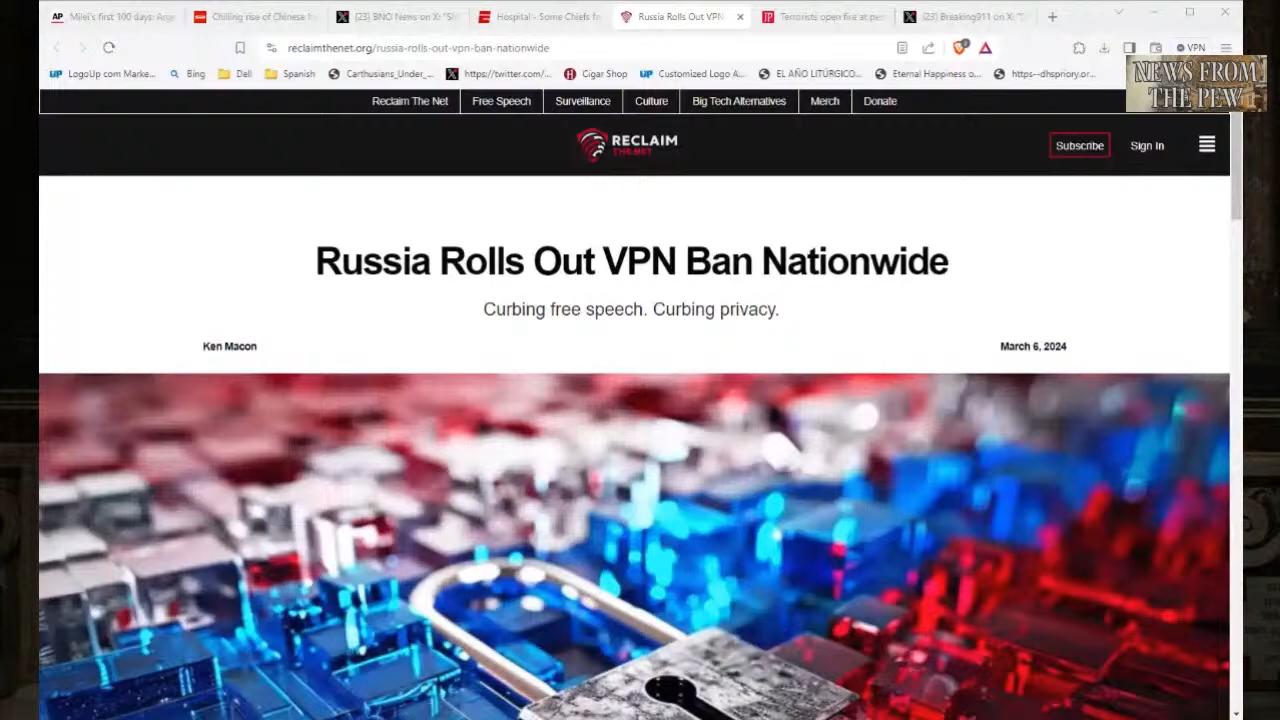 Milei's first 100 days: Arge
Chilling rise of Chinese h
(23) BNO News on X: "S
Hospital - Some Chiefs f
Russia Rolls Out VPN
Terrorists open fire at pe
(23) Breaking911 on X: "
reclaimthenet.org/russia-rolls-out-vpn-ban-nationwide
VPN
LogoUp com Marke...
Bing
Dell
Spanish
Carthusians_Under_...
https://twitter.com/...
Cigar Shop
Customized Logo A...
EL AÑO LITÚRGICO...
Eternal Happiness o...
https--dhspriory.or...
NEWS FROM
THE PEW
Reclaim The Net
Free Speech
Surveillance
Culture
Big Tech Alternatives
Merch
Donate
RECLAIM
THE NET
Subscribe
Sign In
Russia Rolls Out VPN Ban Nationwide
Curbing free speech. Curbing privacy.
Ken Macon
March 6, 2024